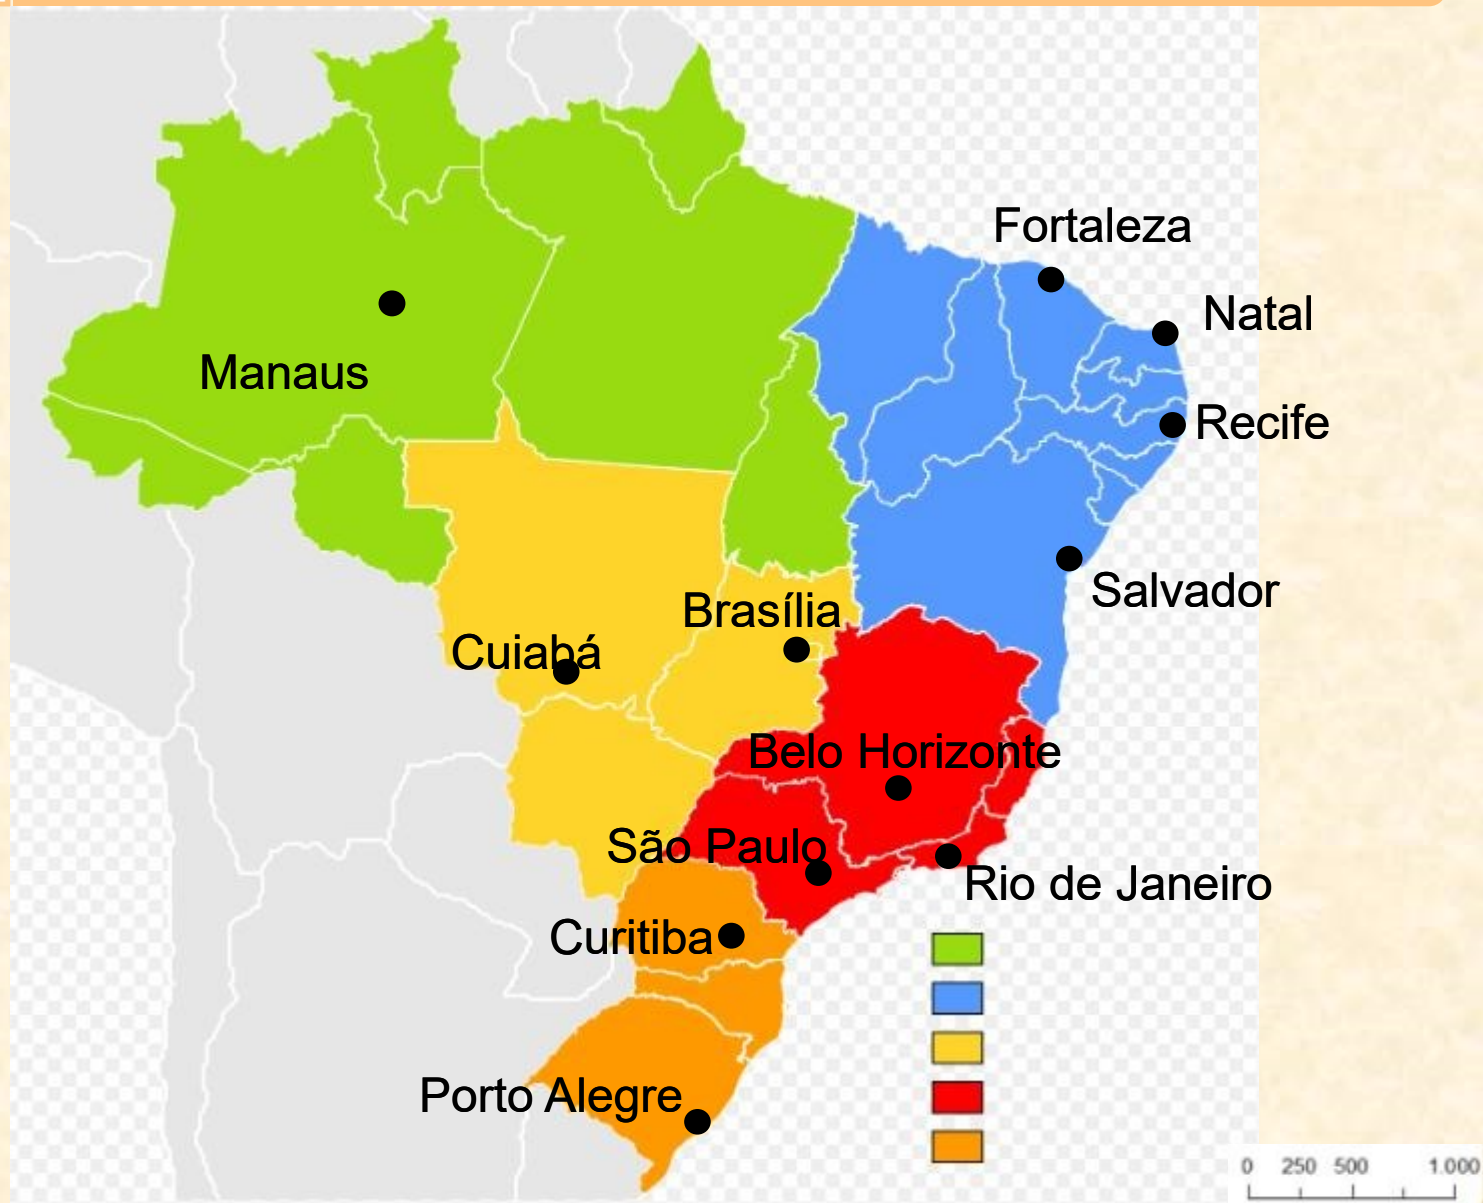 Fortaleza
Natal
Manaus
Recife
Salvador
Brasília
Cuiabá
Belo Horizonte
São Paulo
Rio de Janeiro
Curitiba
Porto Alegre
0 250 500 1.000